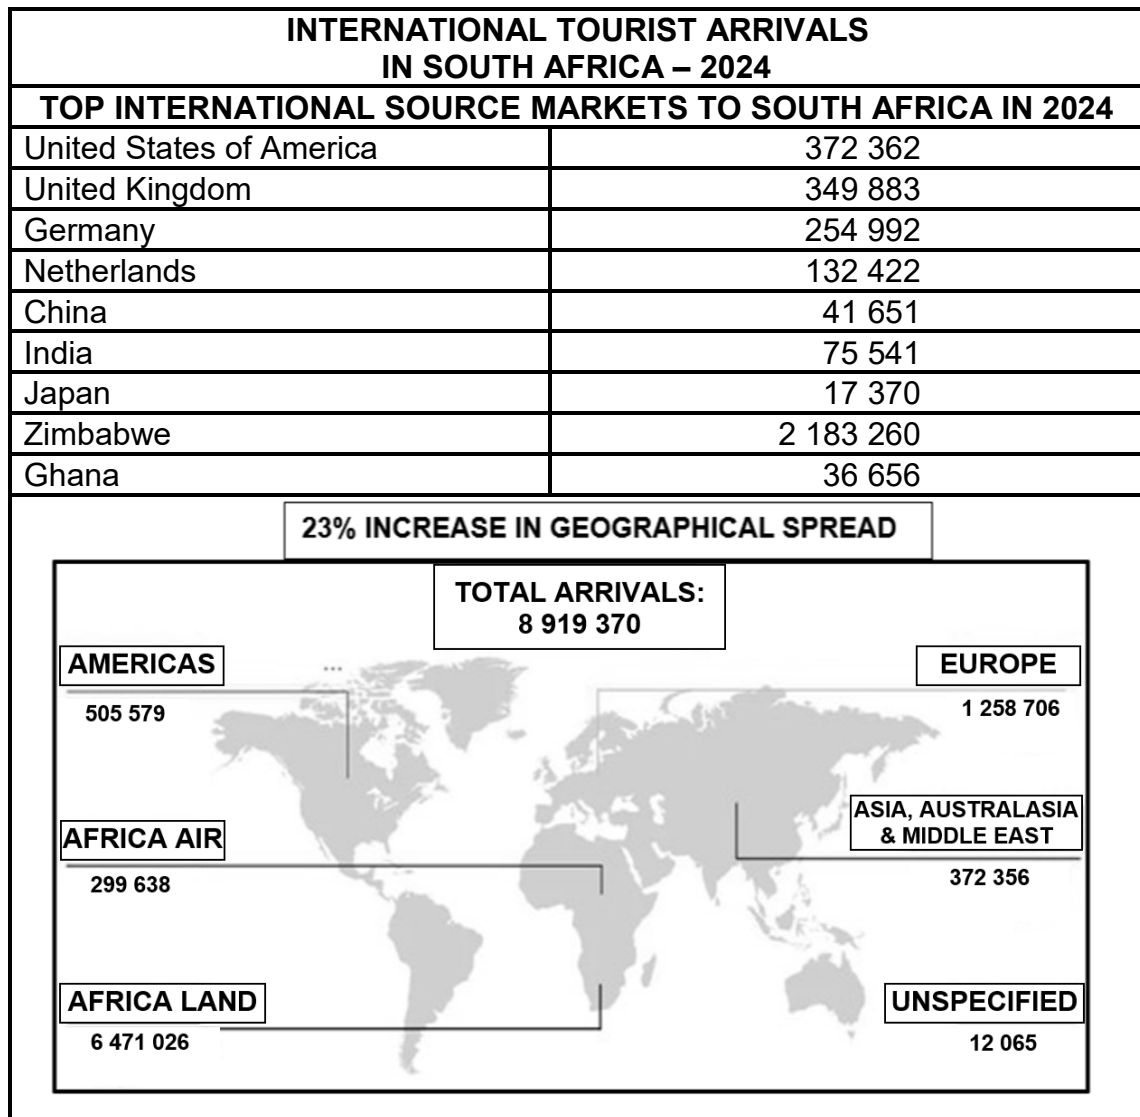 INTERNATIONAL TOURIST ARRIVALS
IN SOUTH AFRICA – 2024
TOP INTERNATIONAL SOURCE MARKETS TO SOUTH AFRICA IN 2024
United States of America 372 362
United Kingdom 349 883
Germany 254 992
Netherlands 132 422
China 41 651
India 75 541
Japan 17 370
Zimbabwe 2 183 260
Ghana 36 656
23% INCREASE IN GEOGRAPHICAL SPREAD
TOTAL ARRIVALS:
8 919 370
AMERICAS
505 579
EUROPE
1 258 706
AFRICA AIR
299 638
ASIA, AUSTRALASIA
& MIDDLE EAST
372 356
AFRICA LAND
6 471 026
UNSPECIFIED
12 065